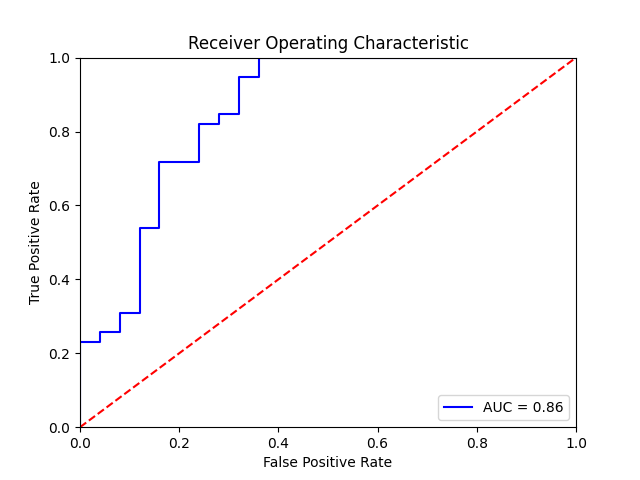 Receiver Operating Characteristic
True Positive Rate
1.0
0.8
0.6
0.4
0.2
0.0
AUC = 0.86
0.0 0.2 0.4 0.6 0.8 1.0
False Positive Rate